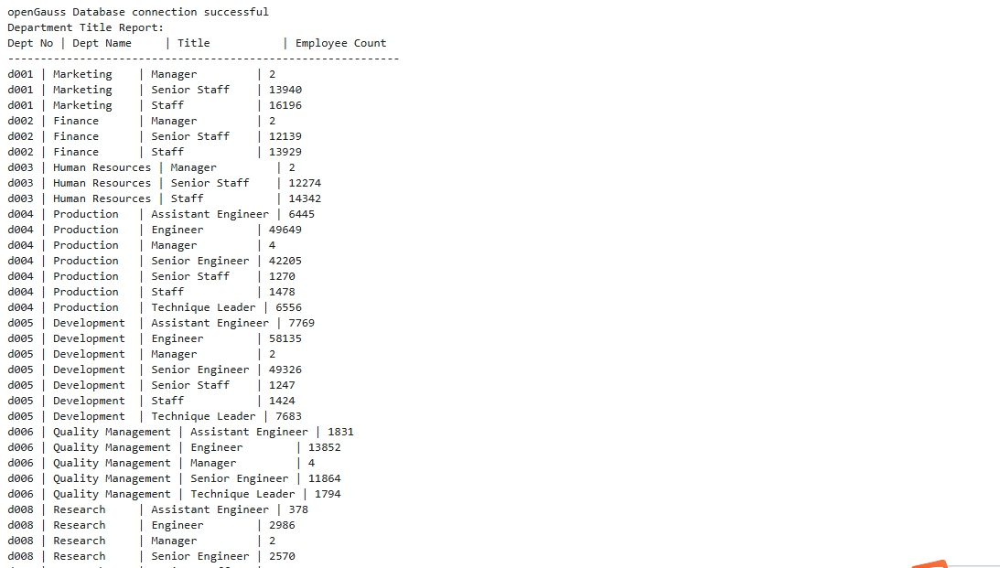 openGauss Database connection successful
Department Title Report:
Dept No | Dept Name     | Title           | Employee Count
------------------------------------------------------------
d001 | Marketing    | Manager         | 2
d001 | Marketing    | Senior Staff    | 13940
d001 | Marketing    | Staff           | 16196
d002 | Finance      | Manager         | 2
d002 | Finance      | Senior Staff    | 12139
d002 | Finance      | Staff           | 13929
d003 | Human Resources | Manager         | 2
d003 | Human Resources | Senior Staff    | 12274
d003 | Human Resources | Staff           | 14342
d004 | Production   | Assistant Engineer | 6445
d004 | Production   | Engineer        | 49649
d004 | Production   | Manager         | 4
d004 | Production   | Senior Engineer | 42205
d004 | Production   | Senior Staff    | 1270
d004 | Production   | Staff           | 1478
d004 | Production   | Technique Leader | 6556
d005 | Development  | Assistant Engineer | 7769
d005 | Development  | Engineer        | 58135
d005 | Development  | Manager         | 2
d005 | Development  | Senior Engineer | 49326
d005 | Development  | Senior Staff    | 1247
d005 | Development  | Staff           | 1424
d005 | Development  | Technique Leader | 7683
d006 | Quality Management | Assistant Engineer | 1831
d006 | Quality Management | Engineer        | 13852
d006 | Quality Management | Manager         | 4
d006 | Quality Management | Senior Engineer | 11864
d006 | Quality Management | Technique Leader | 1794
d008 | Research     | Assistant Engineer | 378
d008 | Research     | Engineer        | 2986
d008 | Research     | Manager         | 2
d008 | Research     | Senior Engineer | 2570